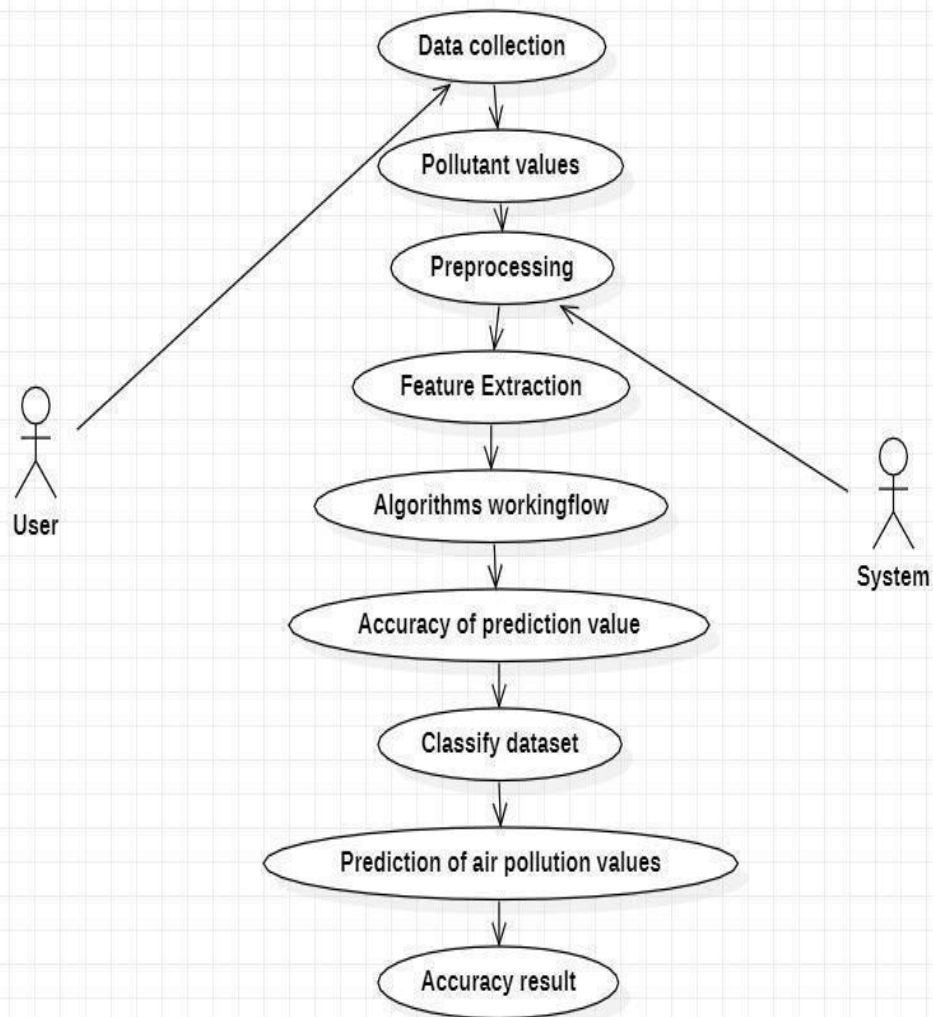 Data collection
Pollutant values
Preprocessing
Feature Extraction
Algorithms workingflow
User
System
Accuracy of prediction value
Classify dataset
Prediction of air pollution values
Accuracy result